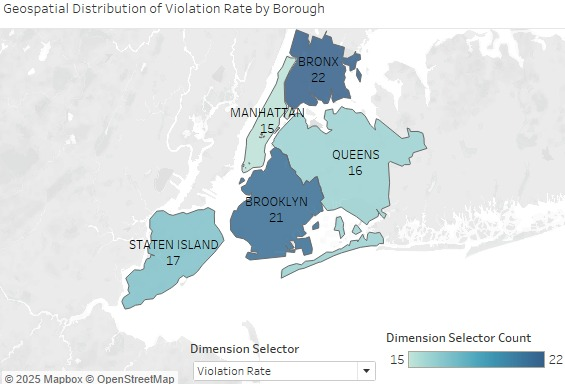 Geospatial Distribution of Violation Rate by Borough
BRONX
22
MANHATTAN
15
QUEENS
16
BROOKLYN
21
STATEN ISLAND
17
Dimension Selector
Violation Rate
Dimension Selector Count
15 22
© 2025 Mapbox © OpenStreetMap